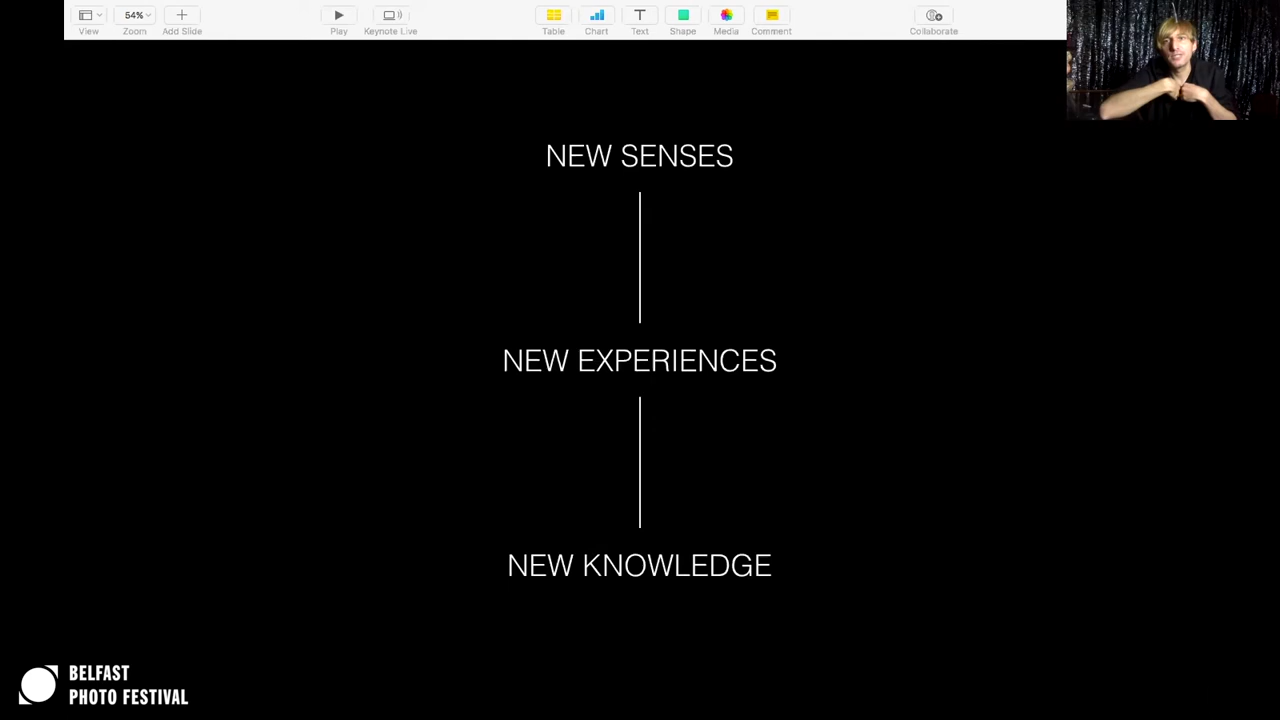 54%
View
Zoom
Add Slide
Play
Keynote Live
Table
Chart
Text
Shape
Media
Comment
Collaborate
NEW SENSES
NEW EXPERIENCES
NEW KNOWLEDGE
BELFAST
PHOTO FESTIVAL